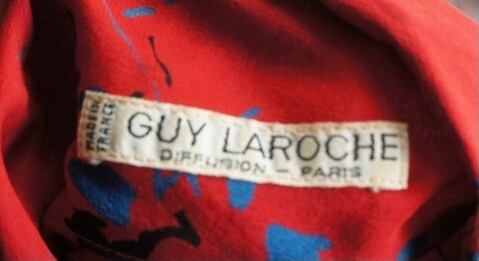 MADE IN
FRANCE
GUY LAROCHE
DIFFUSION - PARIS